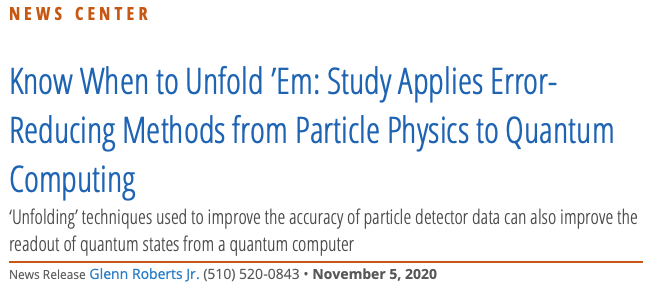 NEWS CENTER
Know When to Unfold ’Em: Study Applies Error-
Reducing Methods from Particle Physics to Quantum
Computing
‘Unfolding’ techniques used to improve the accuracy of particle detector data can also improve the
readout of quantum states from a quantum computer
News Release Glenn Roberts Jr. (510) 520-0843 • November 5, 2020